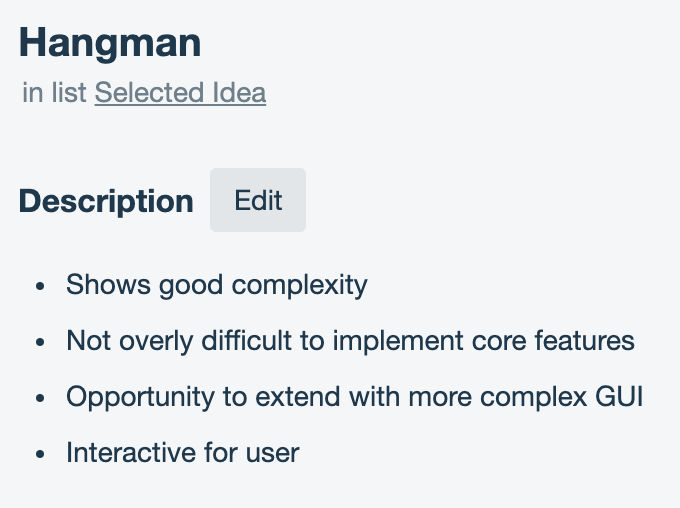 Hangman
in list Selected Idea
Description Edit
• Shows good complexity
• Not overly difficult to implement core features
• Opportunity to extend with more complex GUI
• Interactive for user